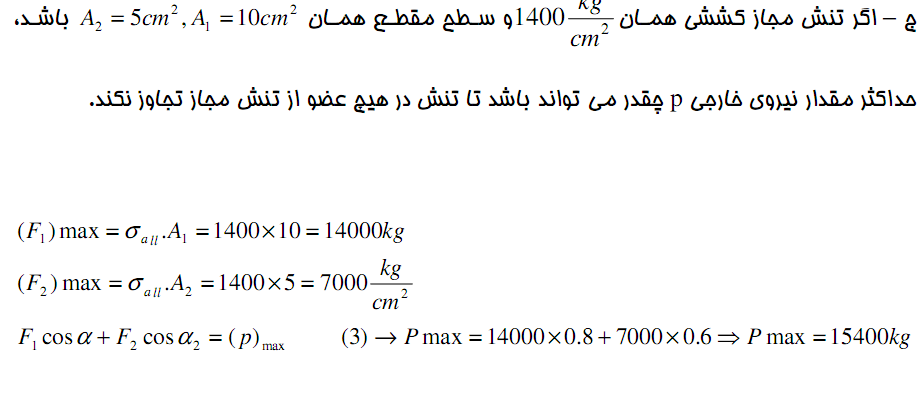 ج – اگر تنش مجاز کششی همان 1400 kg/cm² و سطح مقطع همان A₂ = 5cm², A₁ = 10cm² باشد،
حداکثر مقدار نیروی خارجی p چقدر می تواند باشد تا تنش در هیچ عضو از تنش مجاز تجاوز نکند.
(F₁) max = σ_all . A₁ = 1400 × 10 = 14000kg
(F₂) max = σ_all . A₂ = 1400 × 5 = 7000 kg/cm²
F₁ cos α + F₂ cos α₂ = (p)_max (3) → P max = 14000 × 0.8 + 7000 × 0.6 ⇒ P max = 15400kg